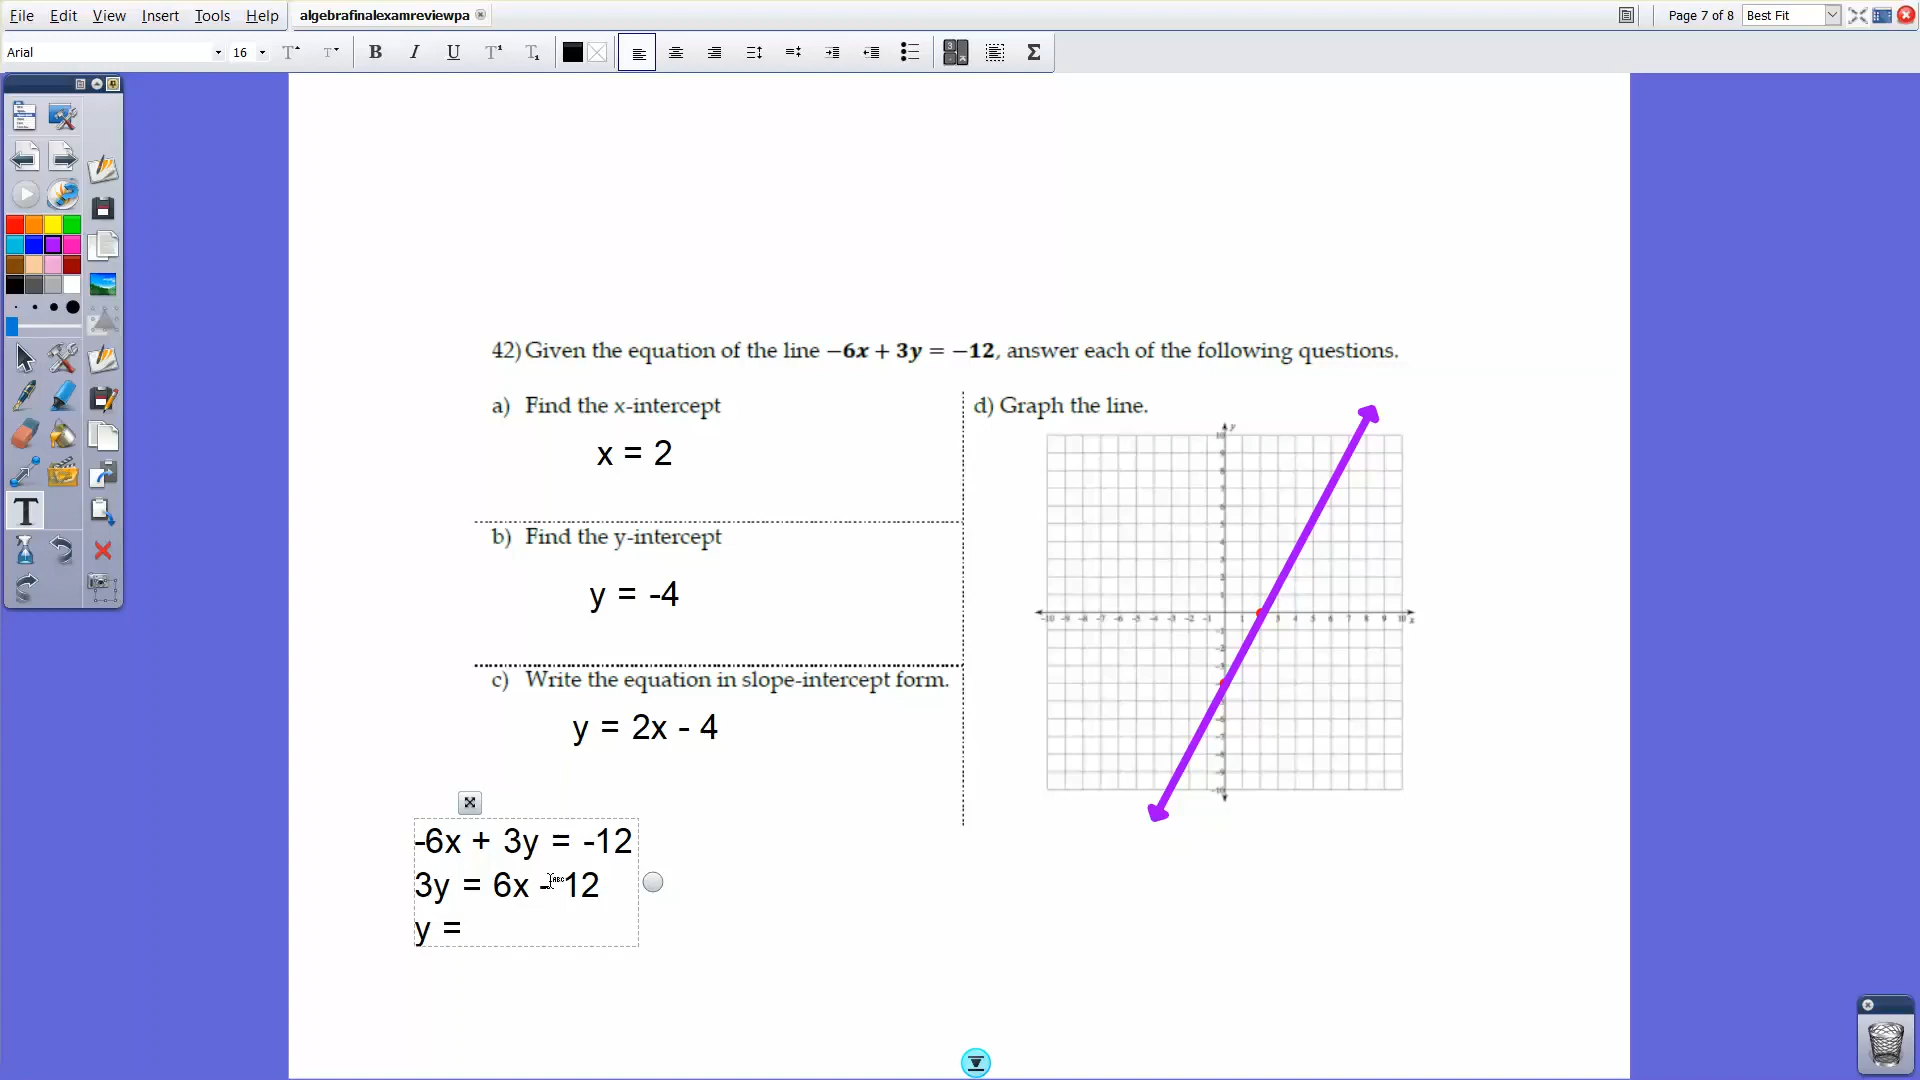 File Edit View Insert Tools Help algebrafinalexamreviewpa Page 7 of 8 Best Fit
Arial 16 B I U
42) Given the equation of the line −6x + 3y = −12, answer each of the following questions.
a) Find the x-intercept
x = 2
b) Find the y-intercept
y = -4
c) Write the equation in slope-intercept form.
y = 2x - 4
d) Graph the line.
-6x + 3y = -12
3y = 6x - 12
y =